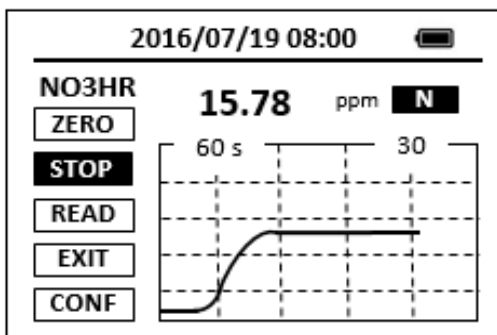 2016/07/19 08:00
NO3HR
15.78 ppm N
ZERO
60 s 30
STOP
READ
EXIT
CONF